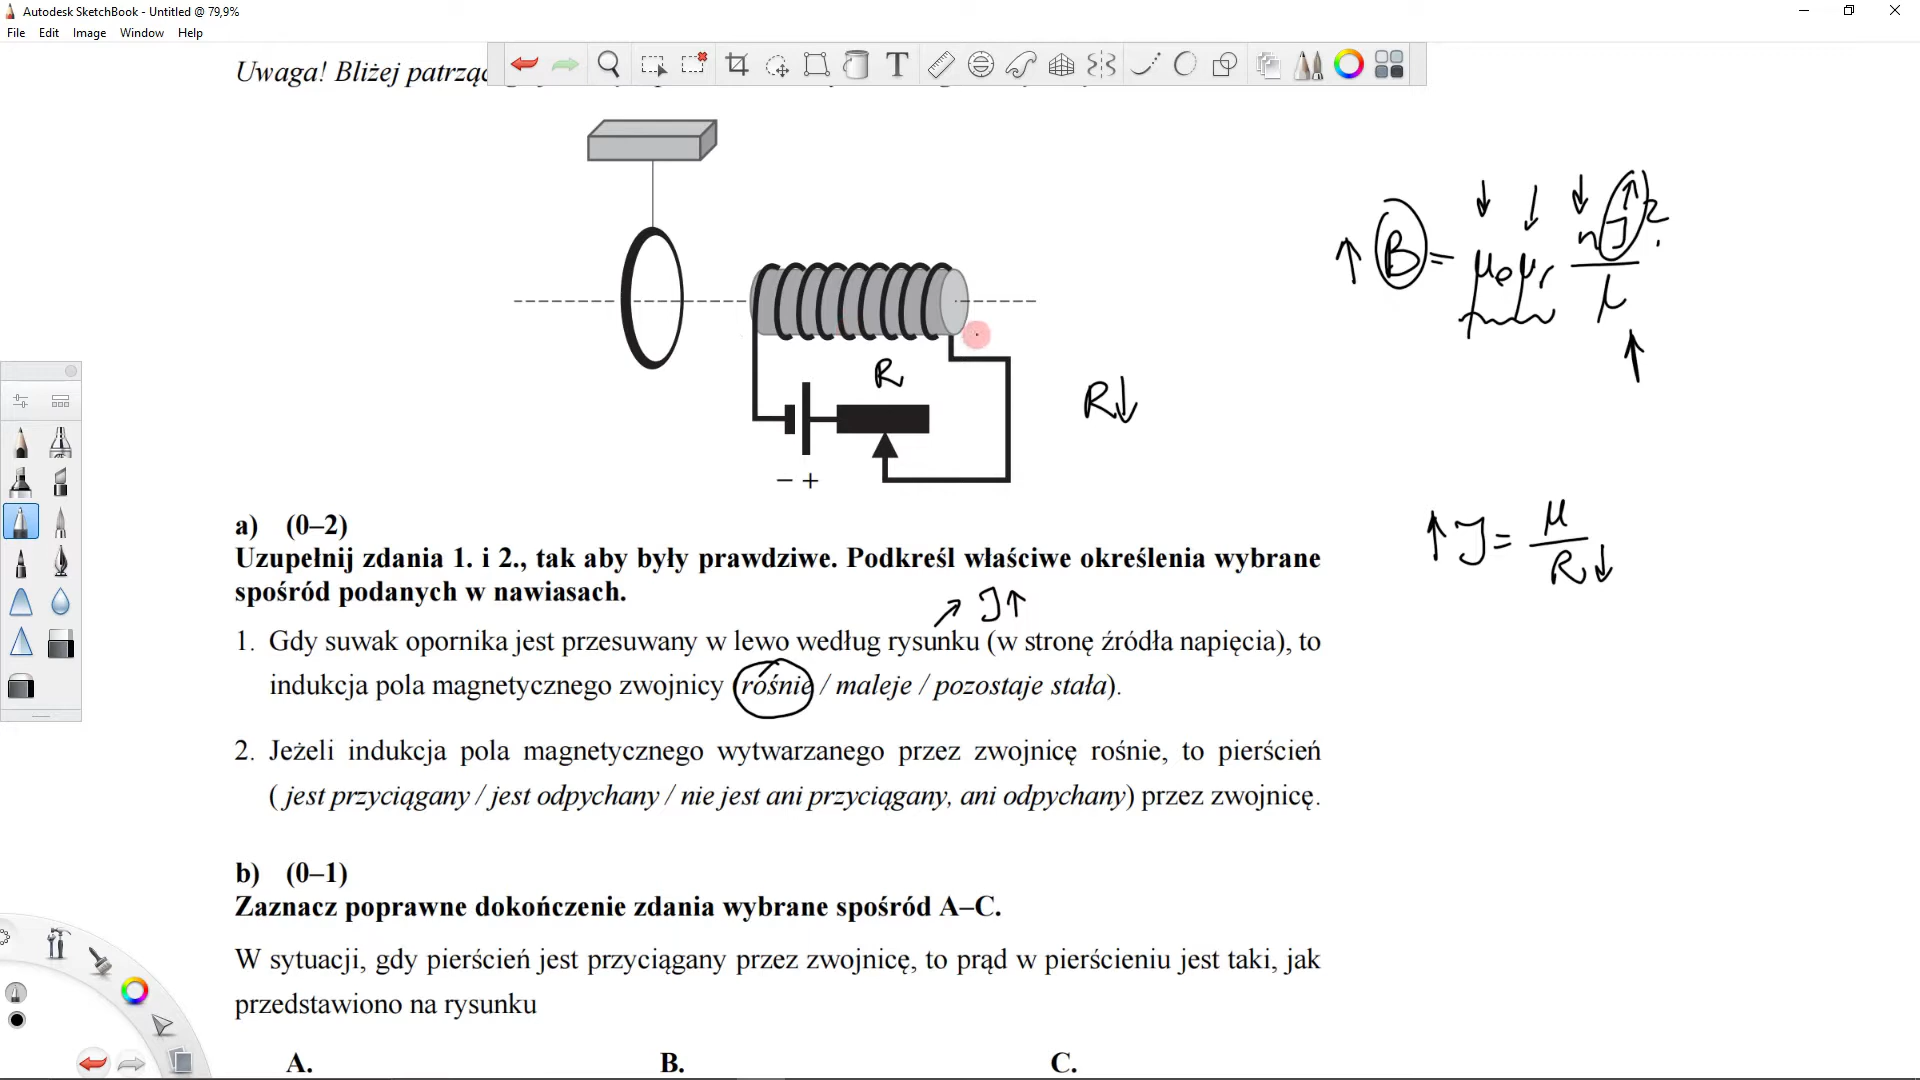 Autodesk SketchBook - Untitled @ 79,9%
File Edit Image Window Help
Uwaga! Bliżej patrząc
T
B = μ₀μᵣ nI / l ?
R
R↓
− +
I = U / R↓
a) (0–2)
Uzupełnij zdania 1. i 2., tak aby były prawdziwe. Podkreśl właściwe określenia wybrane
spośród podanych w nawiasach.
I↑
1. Gdy suwak opornika jest przesuwany w lewo według rysunku (w stronę źródła napięcia), to
indukcja pola magnetycznego zwojnicy (rośnie / maleje / pozostaje stała).
2. Jeżeli indukcja pola magnetycznego wytwarzanego przez zwojnicę rośnie, to pierścień
( jest przyciągany / jest odpychany / nie jest ani przyciągany, ani odpychany) przez zwojnicę.
b) (0–1)
Zaznacz poprawne dokończenie zdania wybrane spośród A–C.
W sytuacji, gdy pierścień jest przyciągany przez zwojnicę, to prąd w pierścieniu jest taki, jak
przedstawiono na rysunku
A. B. C.